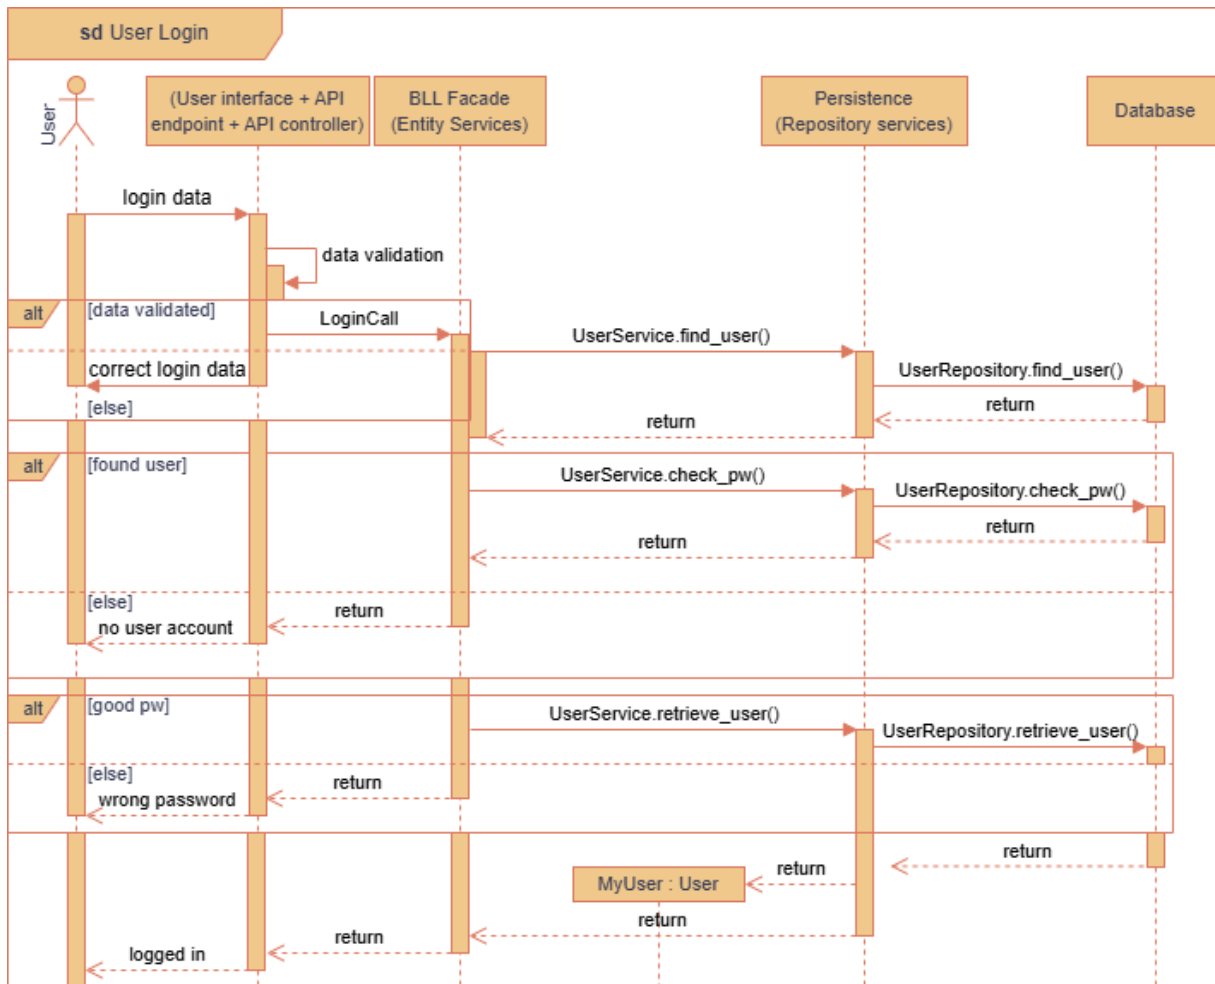 sd User Login
User
(User interface + API
endpoint + API controller)
BLL Facade
(Entity Services)
Persistence
(Repository services)
Database
login data
data validation
alt
[data validated]
LoginCall
UserService.find_user()
correct login data
UserRepository.find_user()
[else]
return
return
alt
[found user]
UserService.check_pw()
UserRepository.check_pw()
return
return
[else]
return
no user account
alt
[good pw]
UserService.retrieve_user()
UserRepository.retrieve_user()
[else]
return
wrong password
return
return
MyUser : User
return
return
logged in